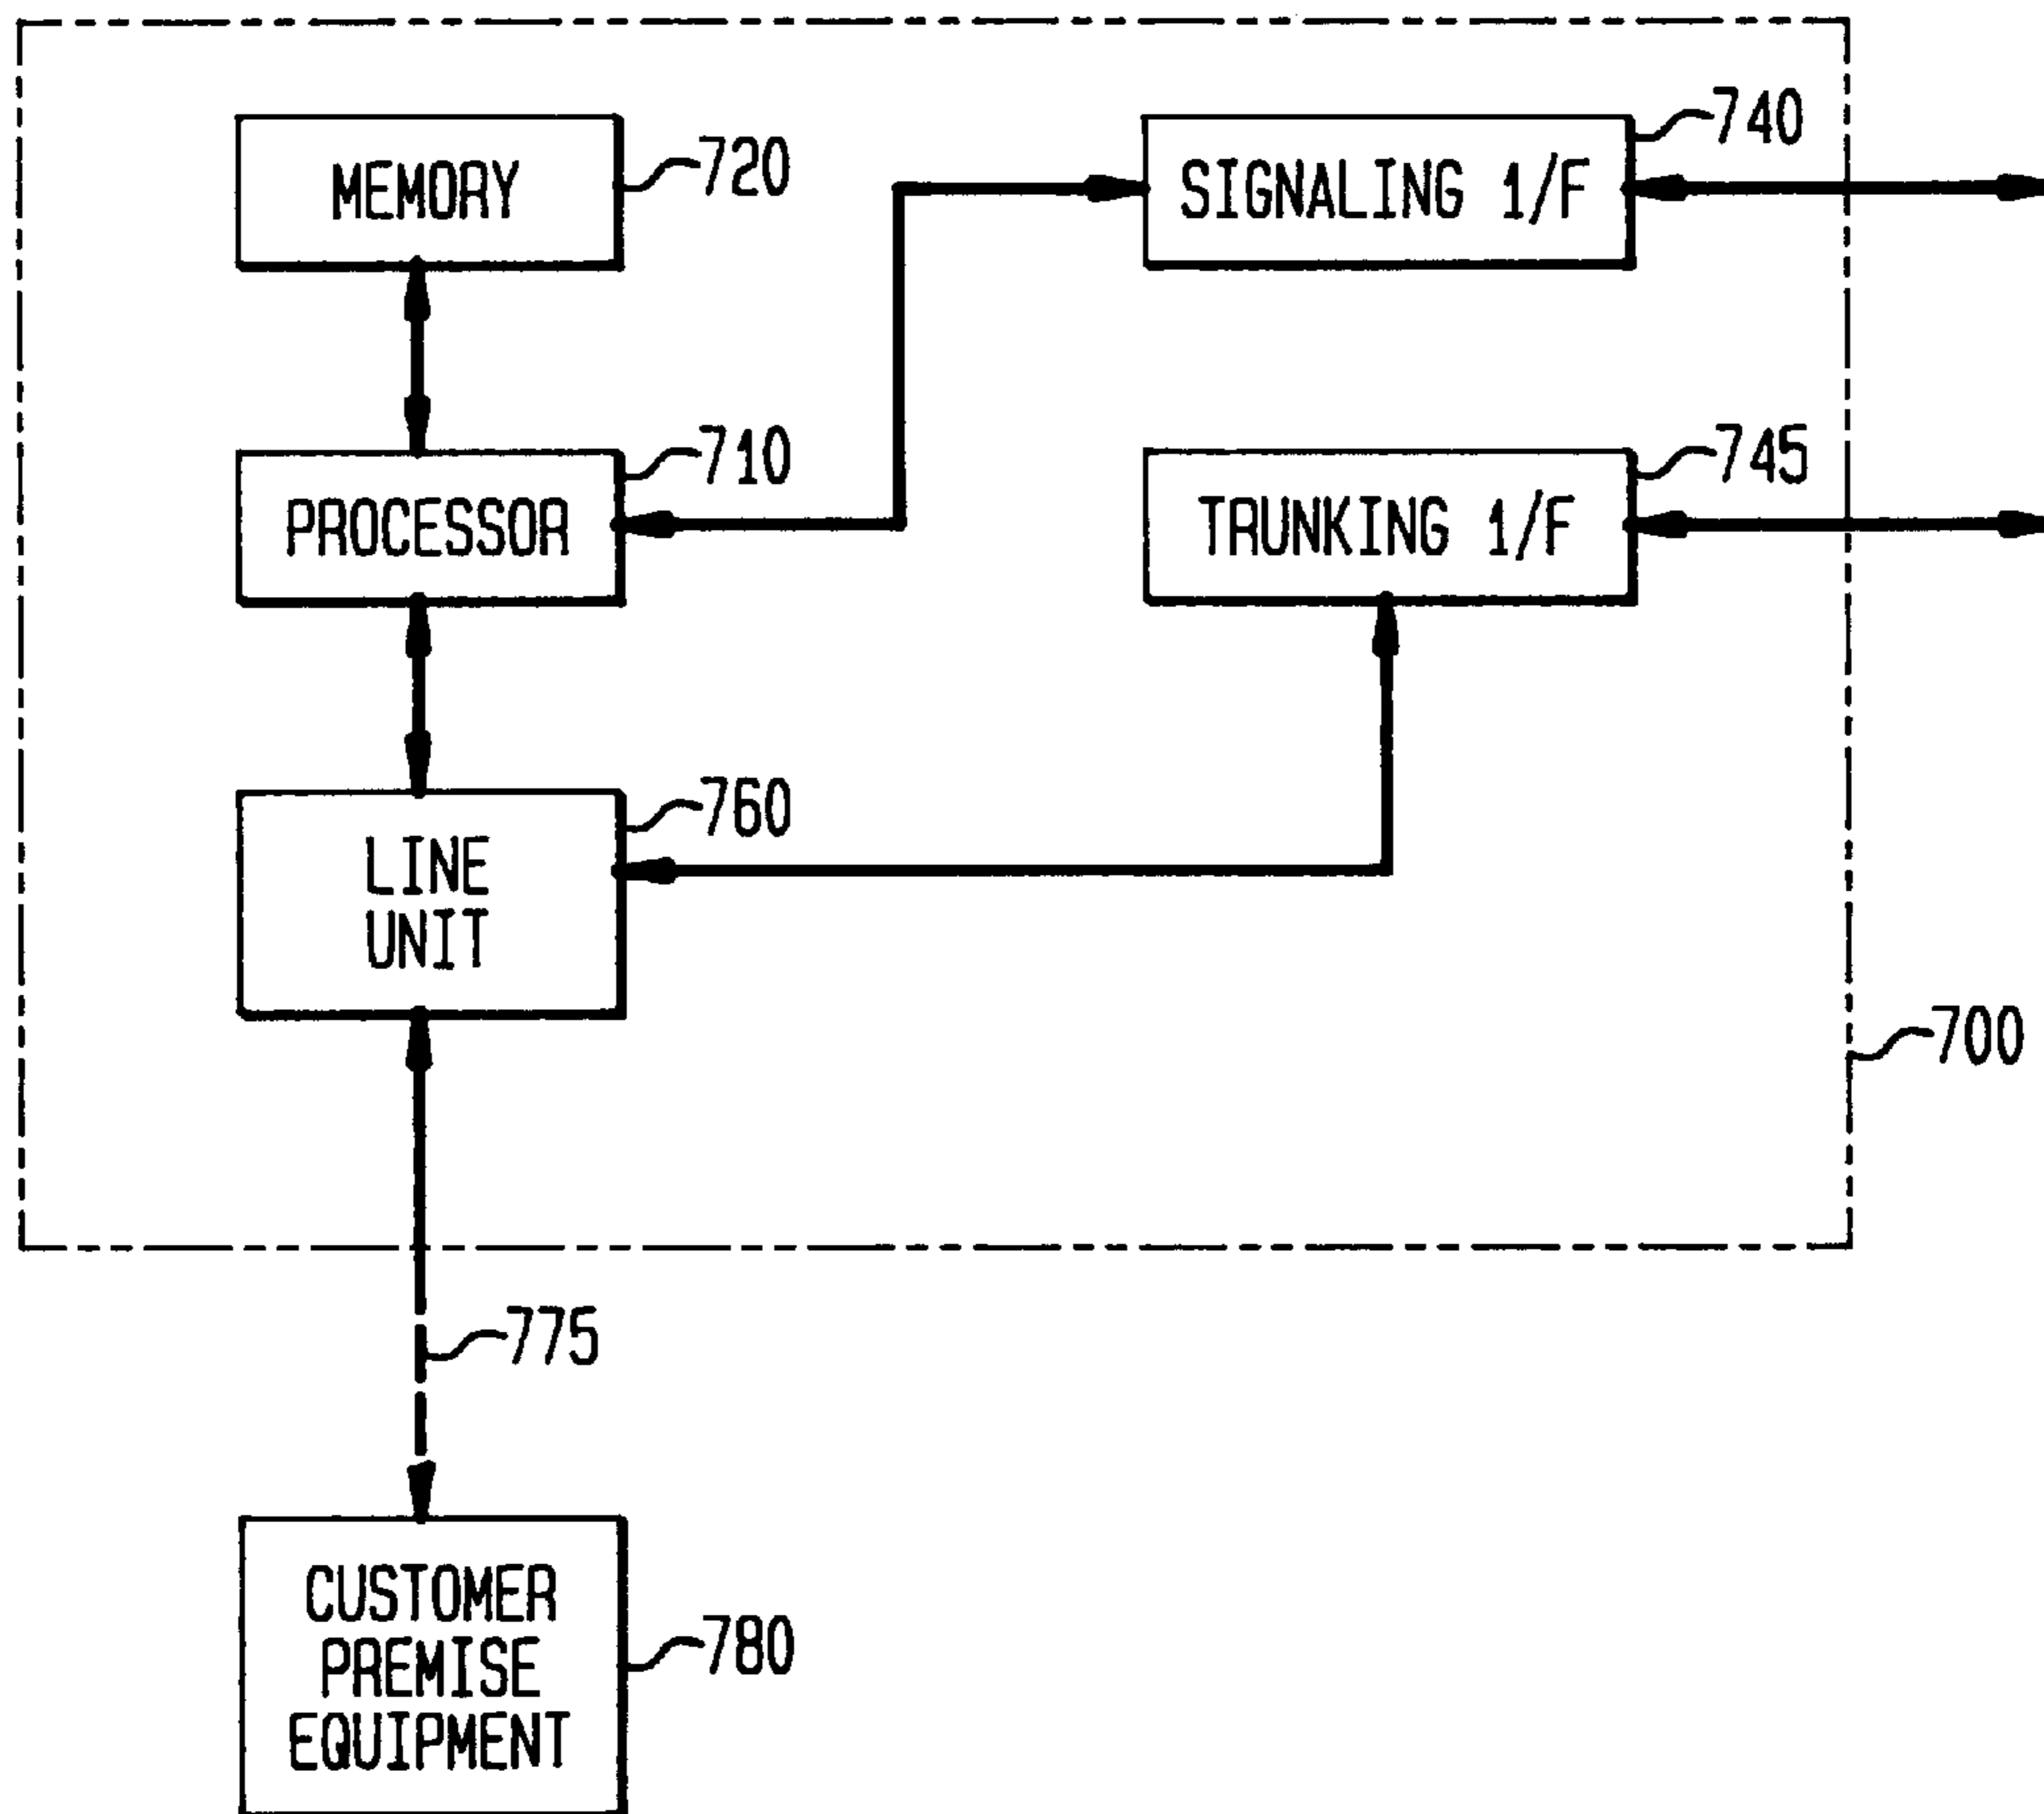 MEMORY
720
SIGNALING 1/F
740
PROCESSOR
710
TRUNKING 1/F
745
LINE
UNIT
760
700
775
CUSTOMER
PREMISE
EQUIPMENT
780